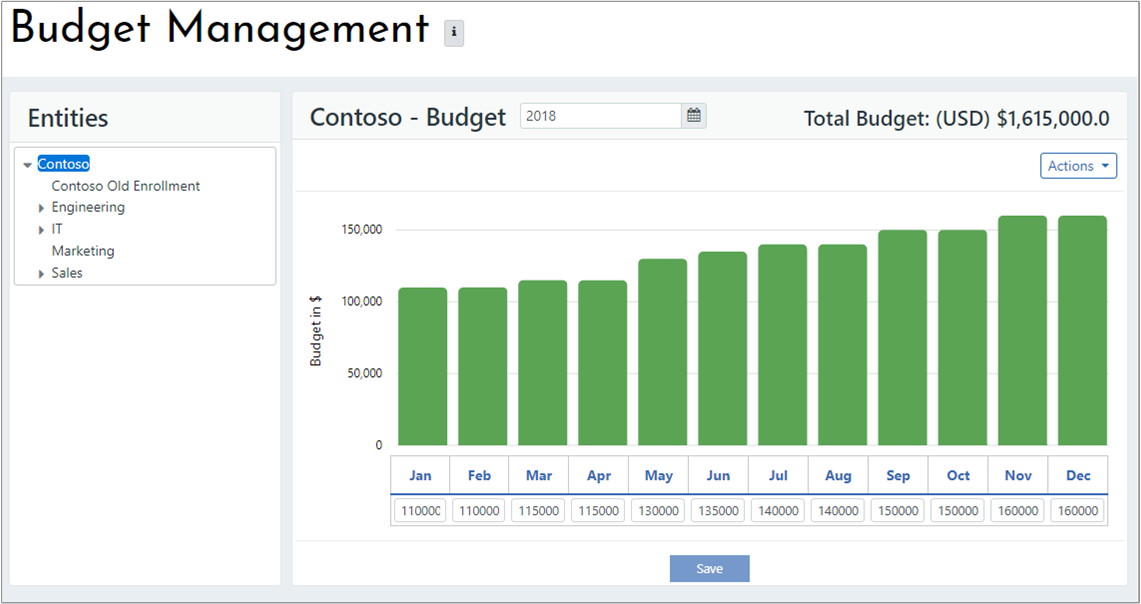 Budget Management i
Entities
Contoso
Contoso Old Enrollment
Engineering
IT
Marketing
Sales
Contoso - Budget 2018 Total Budget: (USD) $1,615,000.0
Actions
Budget in $
150,000
100,000
50,000
0
Jan Feb Mar Apr May Jun Jul Aug Sep Oct Nov Dec
110000 110000 115000 115000 130000 135000 140000 140000 150000 150000 160000 160000
Save